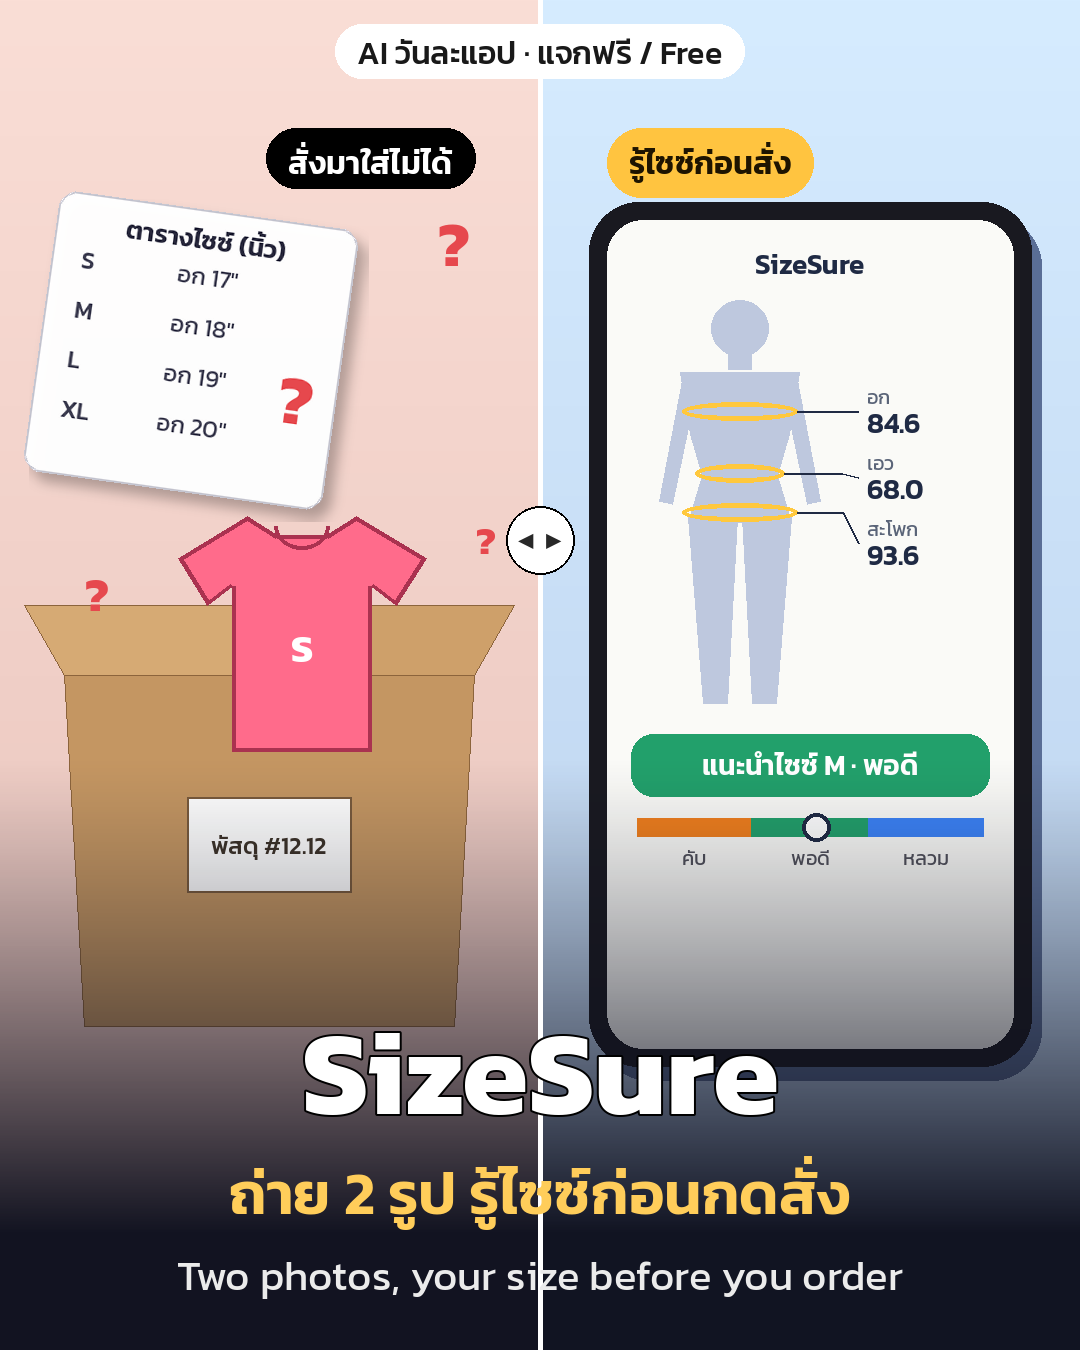 AI วันละแอป · แจกฟรี / Free
สั่งมาใส่ไม่ได้
ตารางไซซ์ (นิ้ว)
S อก 17"
M อก 18"
L อก 19"
XL อก 20"
?
?
?
?
S
พัสดุ #12.12
รู้ไซซ์ก่อนสั่ง
SizeSure
อก
84.6
เอว
68.0
สะโพก
93.6
แนะนำไซซ์ M · พอดี
คับ พอดี หลวม
SizeSure
ถ่าย 2 รูป รู้ไซซ์ก่อนกดสั่ง
Two photos, your size before you order